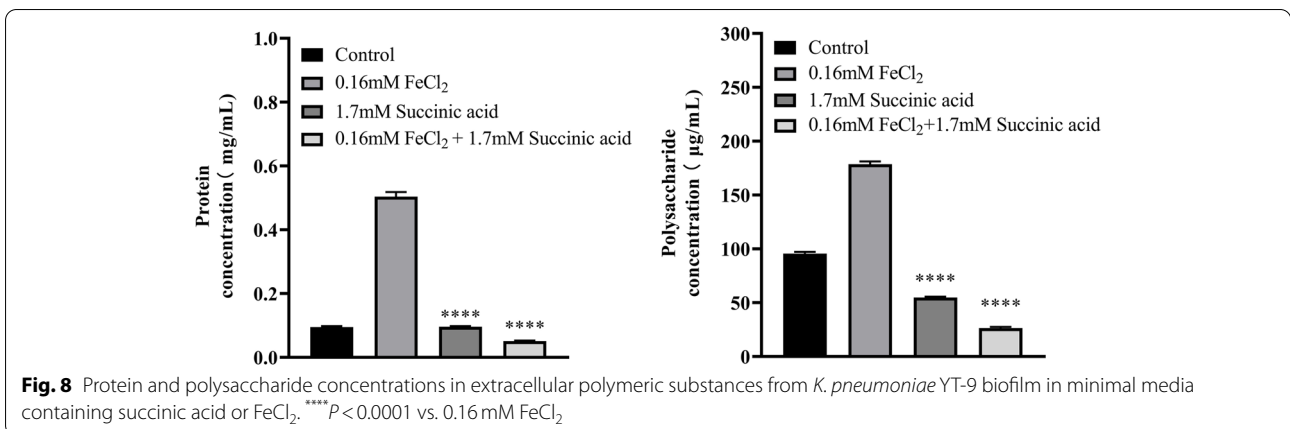 1.0
0.8
0.6
0.4
0.2
0.0
Protein
concentration( mg/mL)
Control
0.16mM FeCl₂
1.7mM Succinic acid
0.16mM FeCl₂ + 1.7mM Succinic acid
****
****
300
250
200
150
100
50
0
Polysaccharide
concentration ( μg/mL)
Control
0.16mM FeCl₂
1.7mM Succinic acid
0.16mM FeCl₂+1.7mM Succinic acid
****
****
Fig. 8 Protein and polysaccharide concentrations in extracellular polymeric substances from K. pneumoniae YT-9 biofilm in minimal media
containing succinic acid or FeCl₂. ****P < 0.0001 vs. 0.16 mM FeCl₂